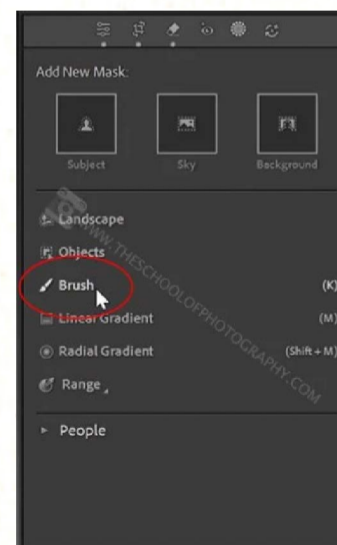 Add New Mask:
Subject Sky Background
Landscape
Objects
Brush (K)
Linear Gradient (M)
Radial Gradient (Shift + M)
Range
People
WWW.THESCHOOLOFPHOTOGRAPHY.COM